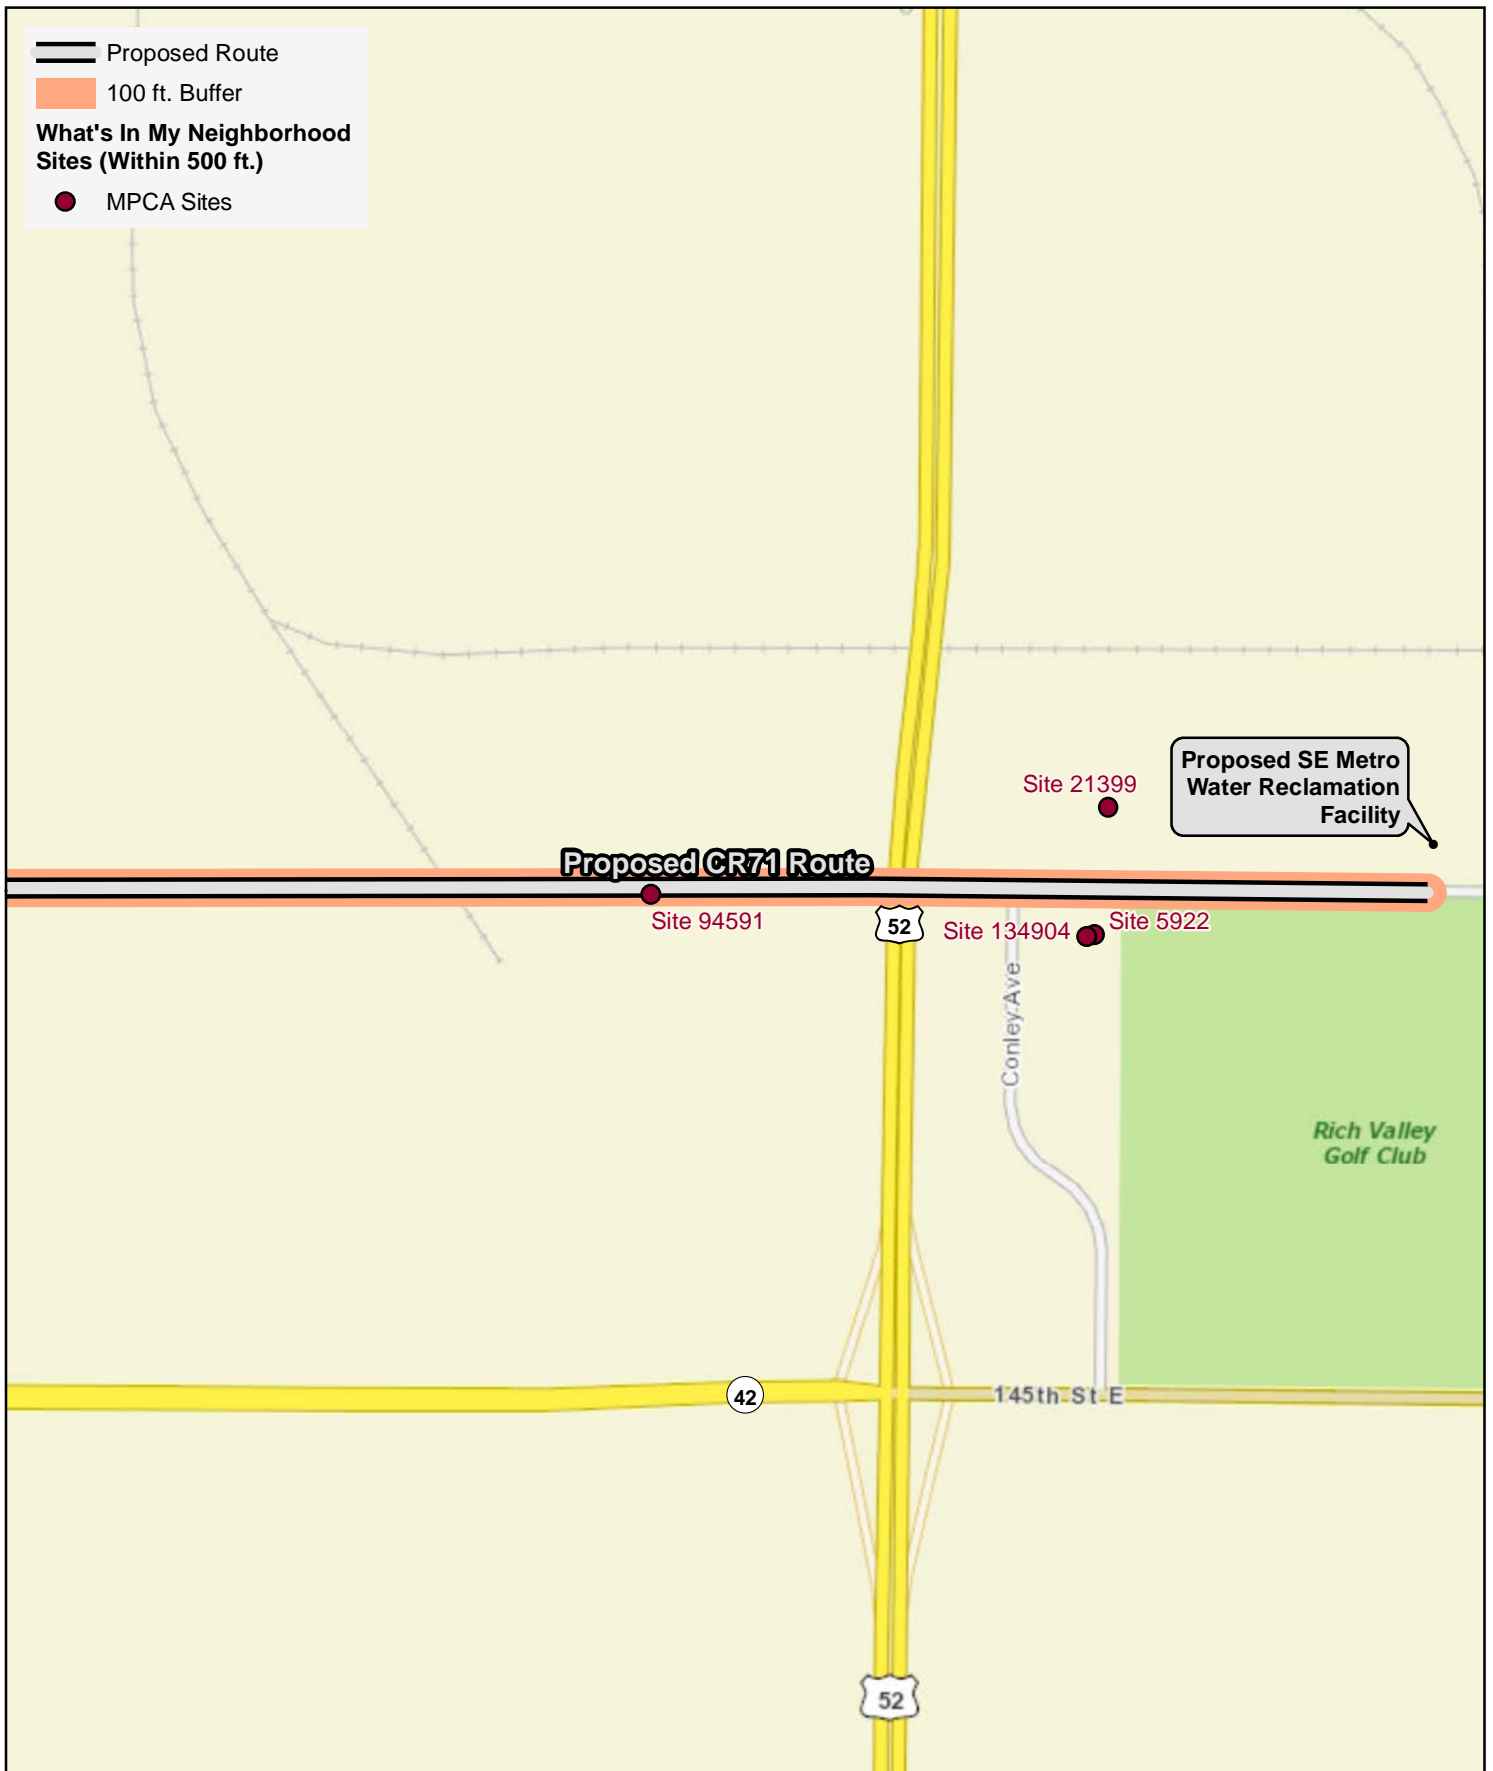 Proposed Route
100 ft. Buffer
What's In My Neighborhood
Sites (Within 500 ft.)
MPCA Sites
Site 21399
Proposed SE Metro
Water Reclamation
Facility
Proposed CR71 Route
Site 94591
52
Site 134904
Site 5922
Conley Ave
Rich Valley
Golf Club
42
145th St E
52